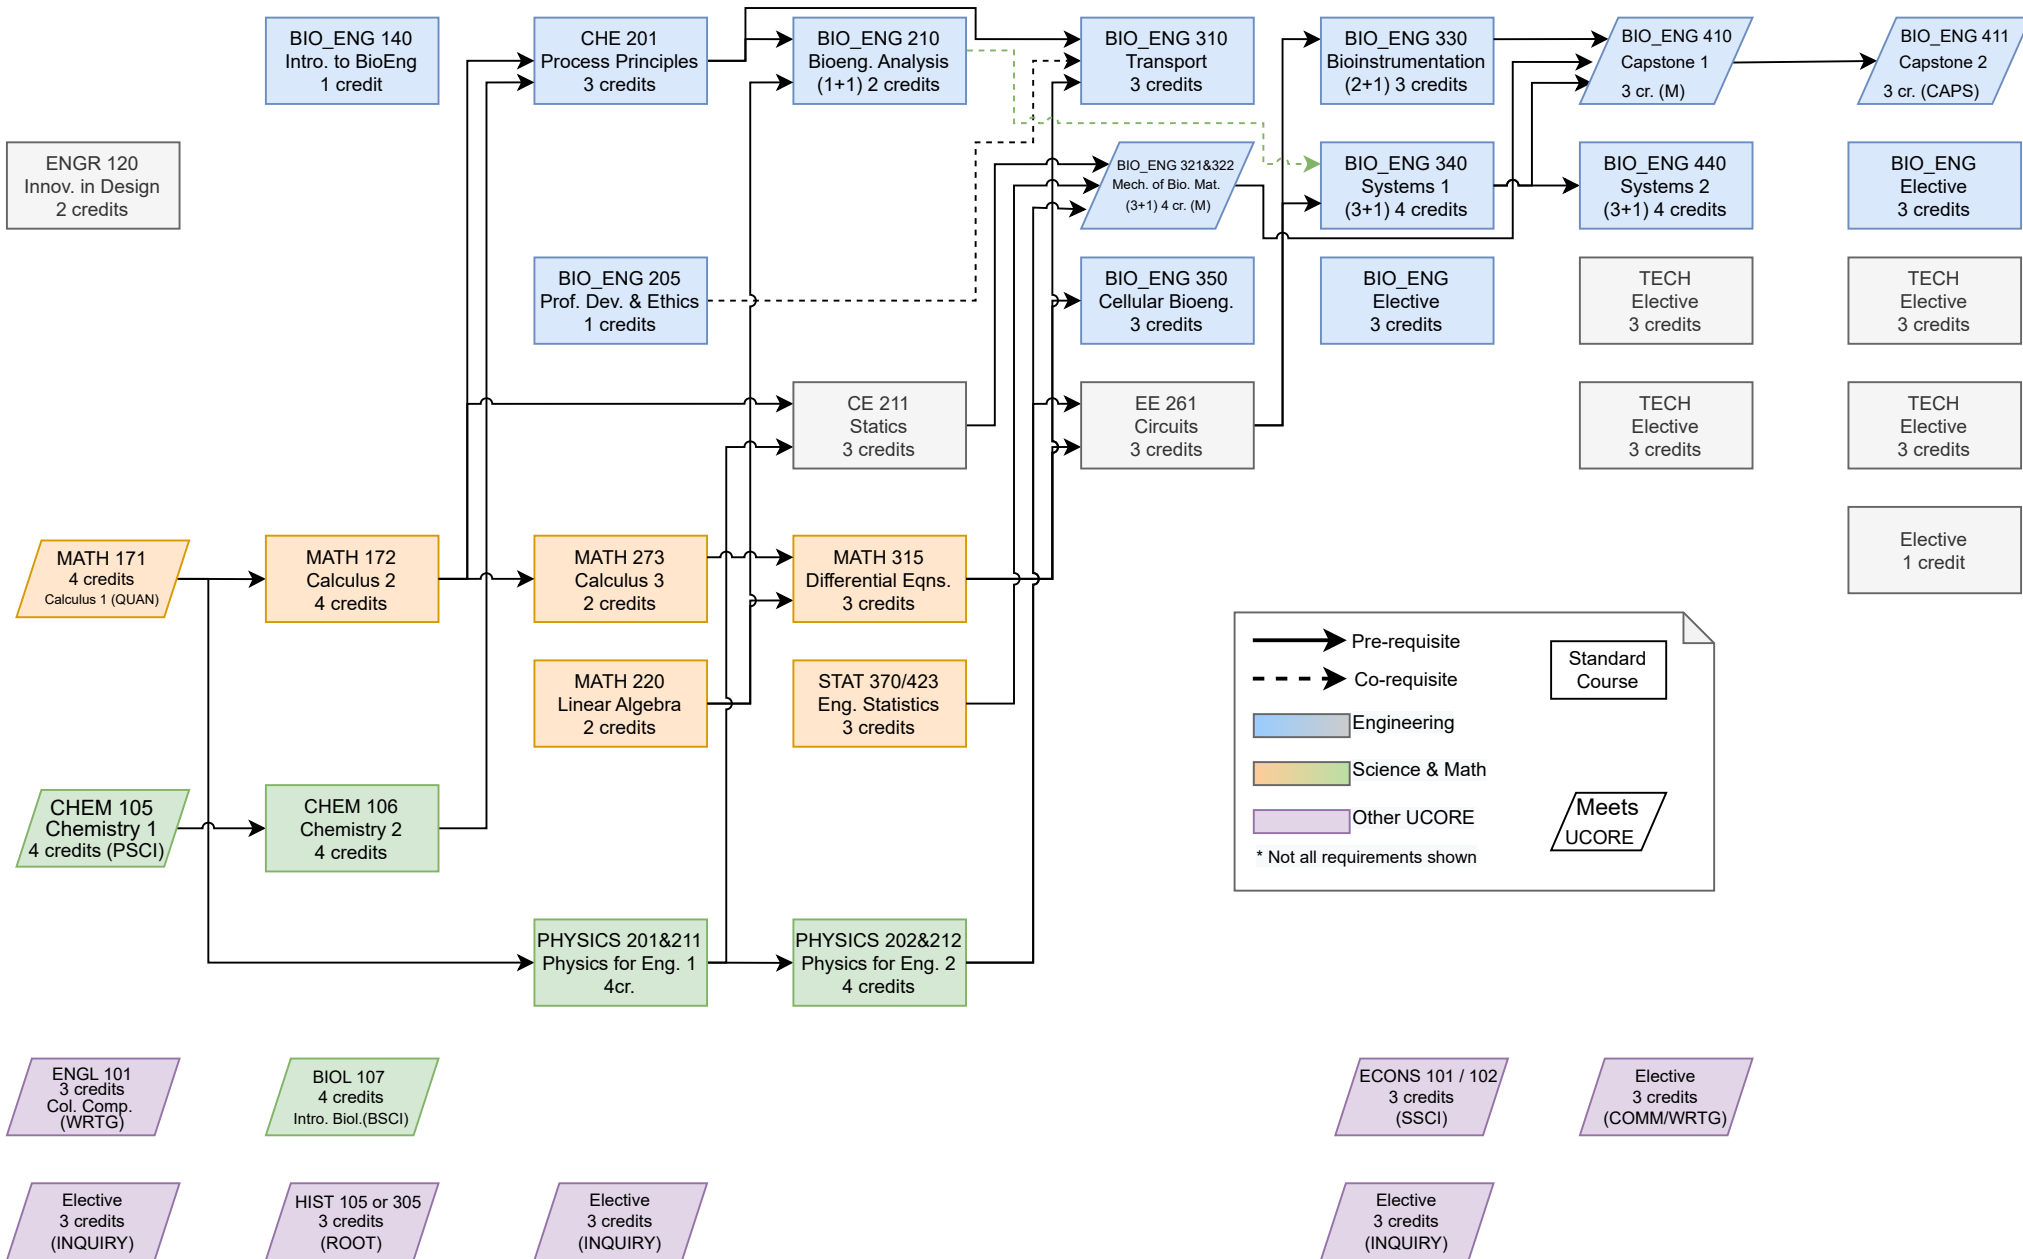 BIO_ENG 140
Intro. to BioEng
1 credit
CHE 201
Process Principles
3 credits
BIO_ENG 210
Bioeng. Analysis
(1+1) 2 credits
BIO_ENG 310
Transport
3 credits
BIO_ENG 330
Bioinstrumentation
(2+1) 3 credits
BIO_ENG 410
Capstone 1
3 cr. (M)
BIO_ENG 411
Capstone 2
3 cr. (CAPS)
ENGR 120
Innov. in Design
2 credits
BIO_ENG 321&322
Mech. of Bio. Mat.
(3+1) 4 cr. (M)
BIO_ENG 340
Systems 1
(3+1) 4 credits
BIO_ENG 440
Systems 2
(3+1) 4 credits
BIO_ENG
Elective
3 credits
BIO_ENG 205
Prof. Dev. & Ethics
1 credits
BIO_ENG 350
Cellular Bioeng.
3 credits
BIO_ENG
Elective
3 credits
TECH
Elective
3 credits
TECH
Elective
3 credits
CE 211
Statics
3 credits
EE 261
Circuits
3 credits
TECH
Elective
3 credits
TECH
Elective
3 credits
MATH 171
4 credits
Calculus 1 (QUAN)
MATH 172
Calculus 2
4 credits
MATH 273
Calculus 3
2 credits
MATH 315
Differential Eqns.
3 credits
Elective
1 credit
MATH 220
Linear Algebra
2 credits
STAT 370/423
Eng. Statistics
3 credits
Pre-requisite
Co-requisite
Engineering
Science & Math
Other UCORE
* Not all requirements shown
Standard
Course
Meets
UCORE
CHEM 105
Chemistry 1
4 credits (PSCI)
CHEM 106
Chemistry 2
4 credits
PHYSICS 201&211
Physics for Eng. 1
4cr.
PHYSICS 202&212
Physics for Eng. 2
4 credits
ENGL 101
3 credits
Col. Comp.
(WRTG)
BIOL 107
4 credits
Intro. Biol.(BSCI)
ECONS 101 / 102
3 credits
(SSCI)
Elective
3 credits
(COMM/WRTG)
Elective
3 credits
(INQUIRY)
HIST 105 or 305
3 credits
(ROOT)
Elective
3 credits
(INQUIRY)
Elective
3 credits
(INQUIRY)